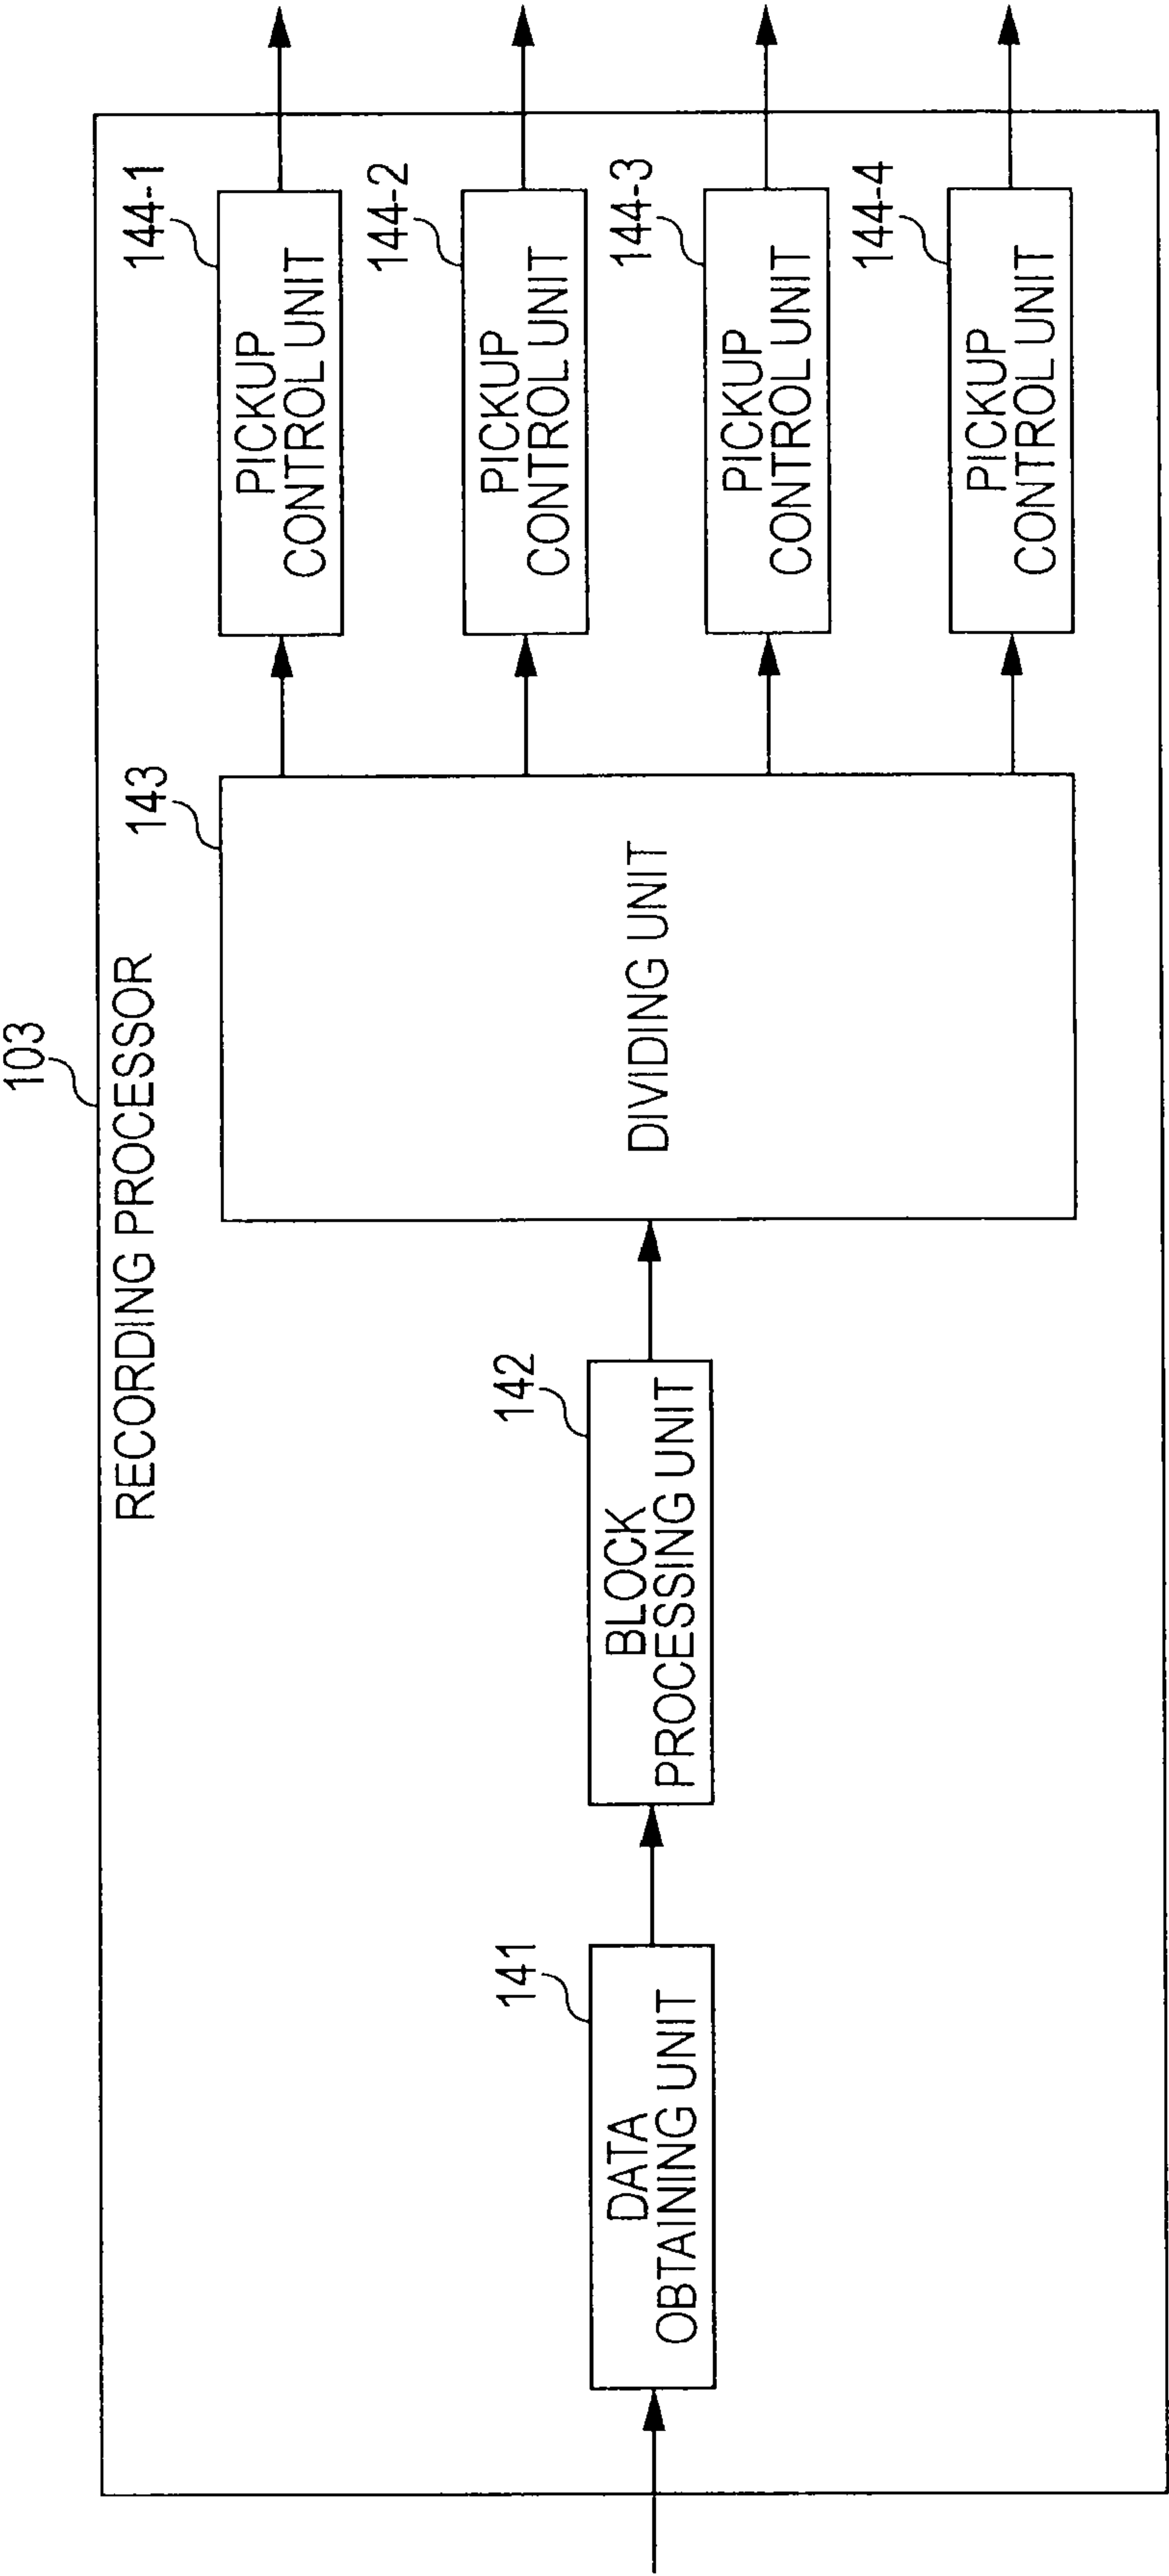 103
RECORDING PROCESSOR
141
DATA
OBTAINING UNIT
142
BLOCK
PROCESSING UNIT
143
DIVIDING UNIT
144-1
PICKUP
CONTROL UNIT
144-2
PICKUP
CONTROL UNIT
144-3
PICKUP
CONTROL UNIT
144-4
PICKUP
CONTROL UNIT